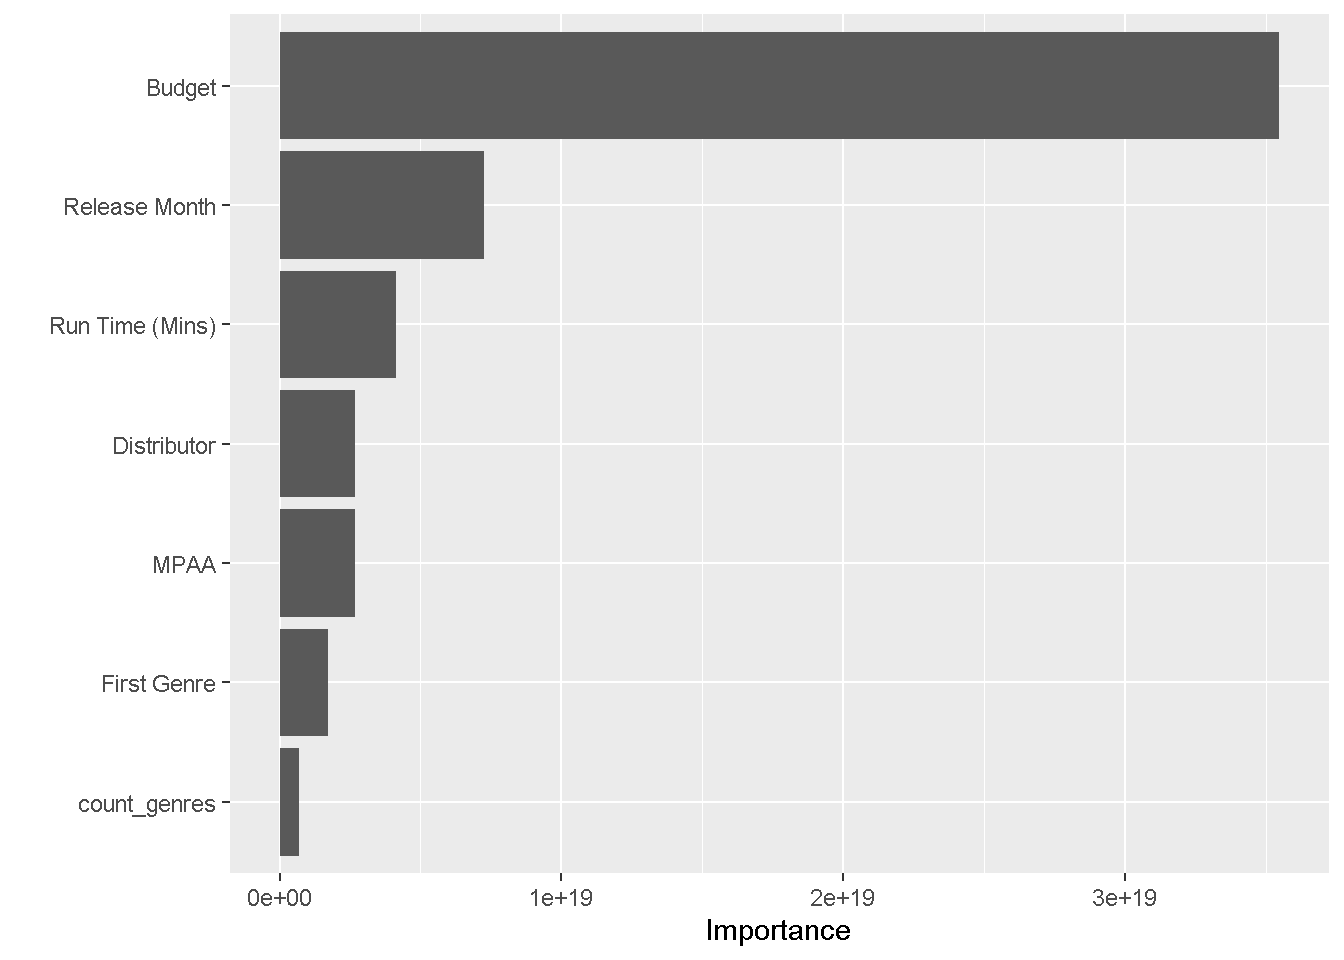 Budget
Release Month
Run Time (Mins)
Distributor
MPAA
First Genre
count_genres
0e+00 1e+19 2e+19 3e+19
Importance